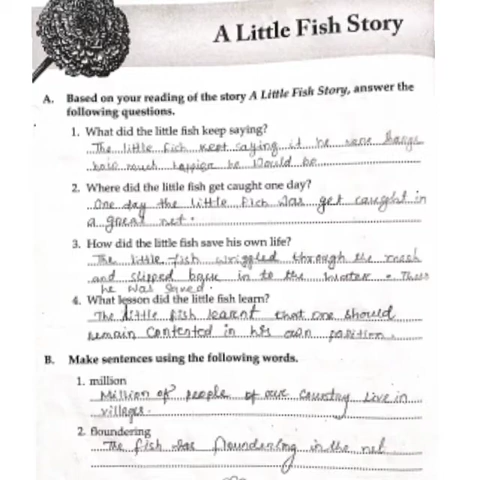 A Little Fish Story
A. Based on your reading of the story A Little Fish Story, answer the
following questions.
1. What did the little fish keep saying?
The little fish kept saying if he were
how much happier he would be
2. Where did the little fish get caught one day?
One day the little fish was get caught in
a great net.
3. How did the little fish save his own life?
The little fish wriggled through the mesh
and slipped back in to the water. Thus
he was saved.
4. What lesson did the little fish learn?
The little fish learnt that one should
remain contented in his own position.
B. Make sentences using the following words.
1. million
Million of people of our country live in
villages.
2. floundering
The fish was floundering in the net